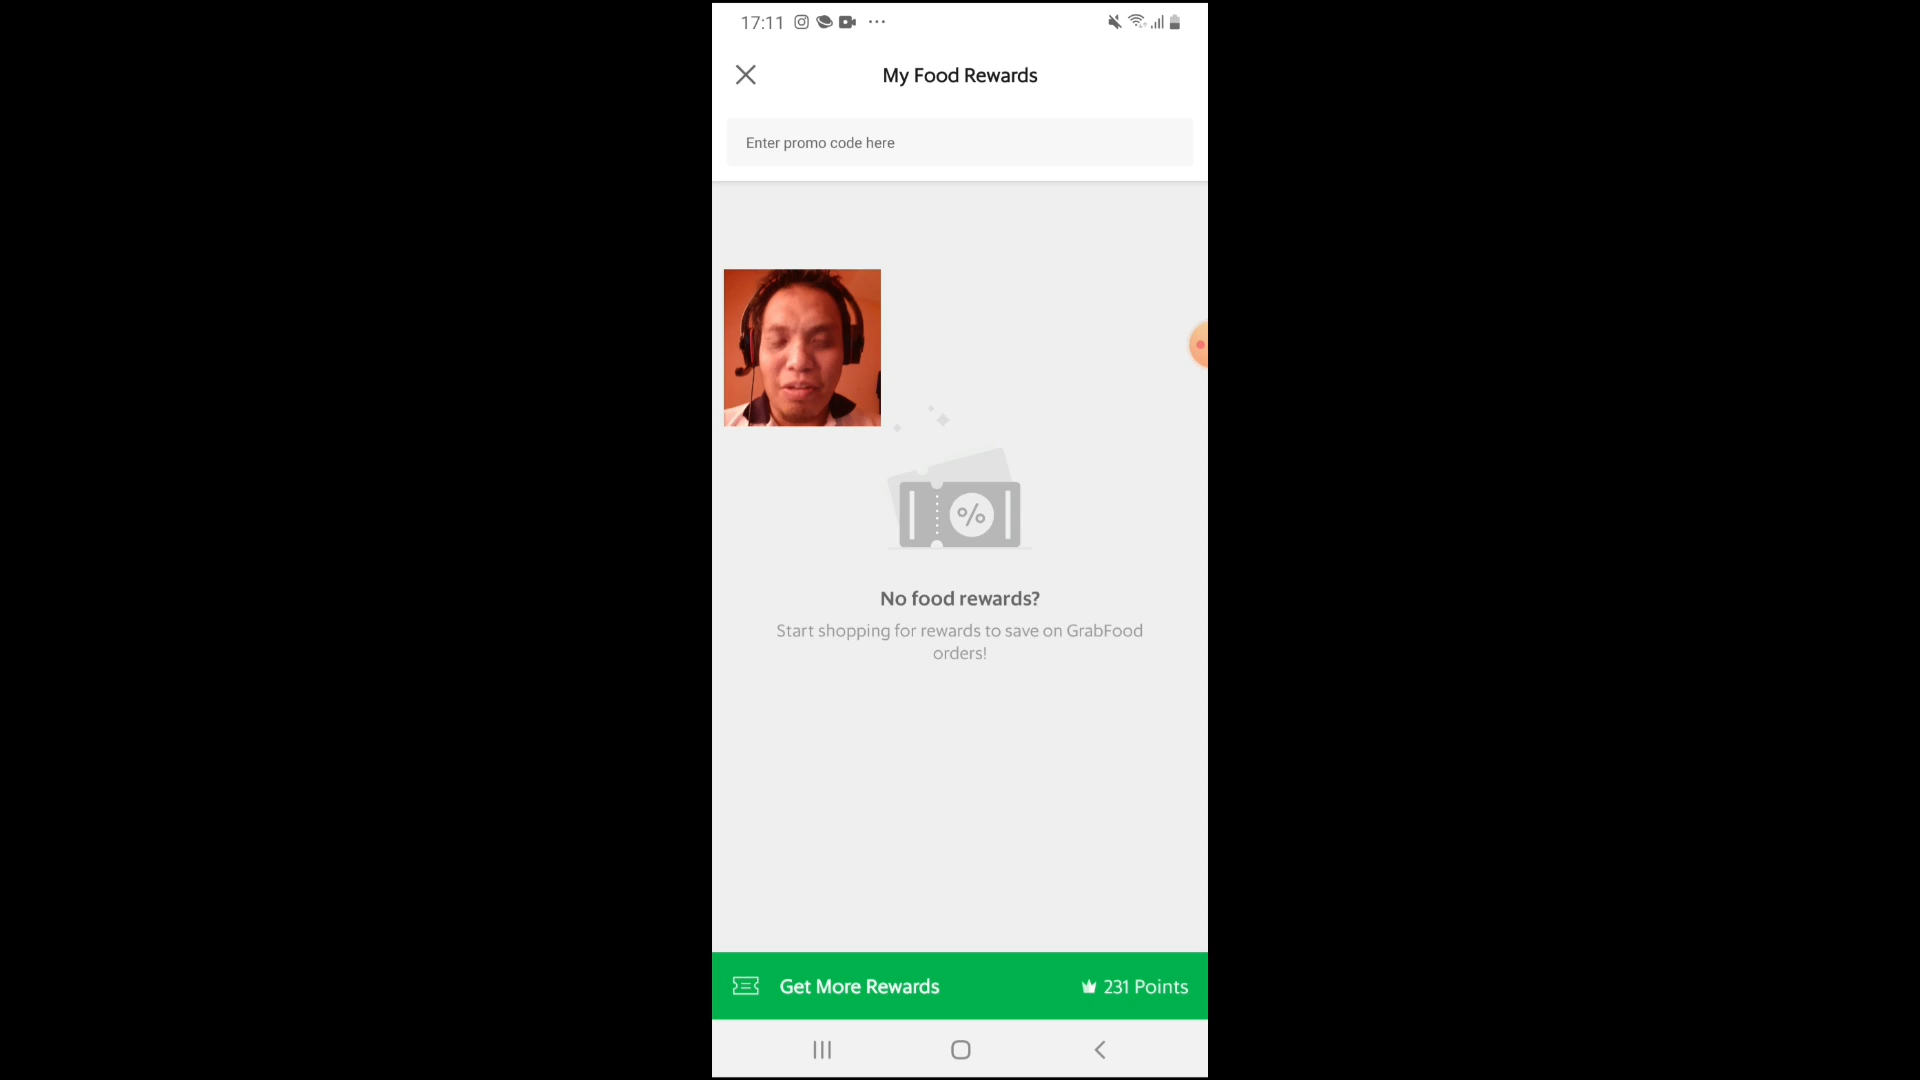 17:11
My Food Rewards
Enter promo code here
%
No food rewards?
Start shopping for rewards to save on GrabFood
orders!
Get More Rewards
231 Points